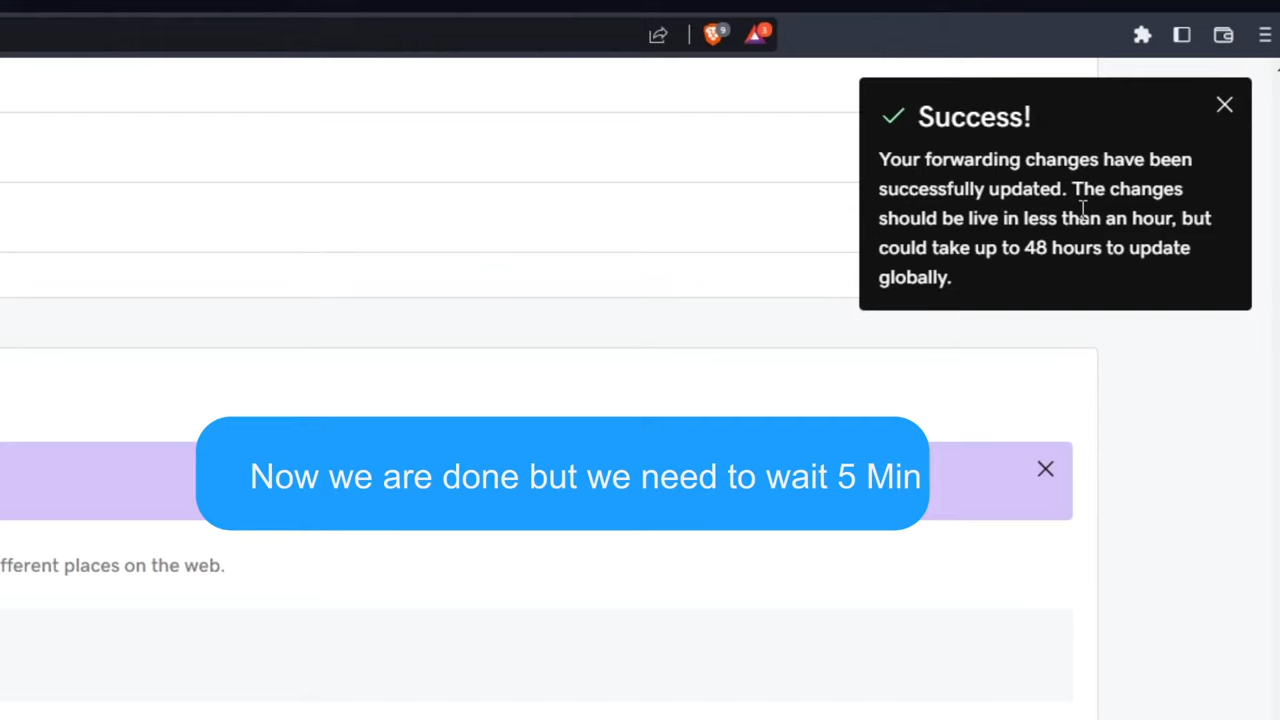 9
3
Success!
Your forwarding changes have been
successfully updated. The changes
should be live in less than an hour, but
could take up to 48 hours to update
globally.
Now we are done but we need to wait 5 Min
fferent places on the web.